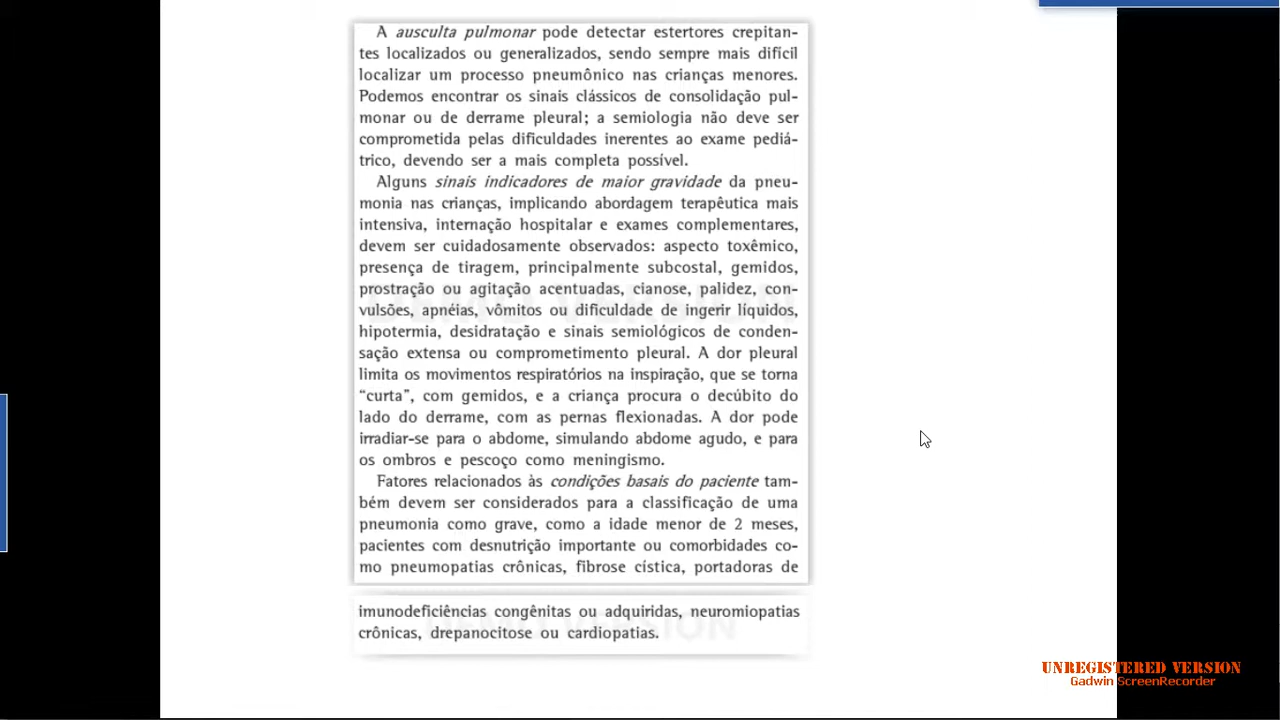 A ausculta pulmonar pode detectar estertores crepitan-
tes localizados ou generalizados, sendo sempre mais difícil
localizar um processo pneumônico nas crianças menores.
Podemos encontrar os sinais clássicos de consolidação pul-
monar ou de derrame pleural; a semiologia não deve ser
comprometida pelas dificuldades inerentes ao exame pediá-
trico, devendo ser a mais completa possível.
Alguns sinais indicadores de maior gravidade da pneu-
monia nas crianças, implicando abordagem terapêutica mais
intensiva, internação hospitalar e exames complementares,
devem ser cuidadosamente observados: aspecto toxêmico,
presença de tiragem, principalmente subcostal, gemidos,
prostração ou agitação acentuadas, cianose, palidez, con-
vulsões, apnéias, vômitos ou dificuldade de ingerir líquidos,
hipotermia, desidratação e sinais semiológicos de conden-
sação extensa ou comprometimento pleural. A dor pleural
limita os movimentos respiratórios na inspiração, que se torna
“curta”, com gemidos, e a criança procura o decúbito do
lado do derrame, com as pernas flexionadas. A dor pode
irradiar-se para o abdome, simulando abdome agudo, e para
os ombros e pescoço como meningismo.
Fatores relacionados às condições basais do paciente tam-
bém devem ser considerados para a classificação de uma
pneumonia como grave, como a idade menor de 2 meses,
pacientes com desnutrição importante ou comorbidades co-
mo pneumopatias crônicas, fibrose cística, portadoras de
imunodeficiências congênitas ou adquiridas, neuromiopatias
crônicas, drepanocitose ou cardiopatias.
DEMO VERSION
DEMO VERSION
UNREGISTERED VERSION
Gadwin ScreenRecorder